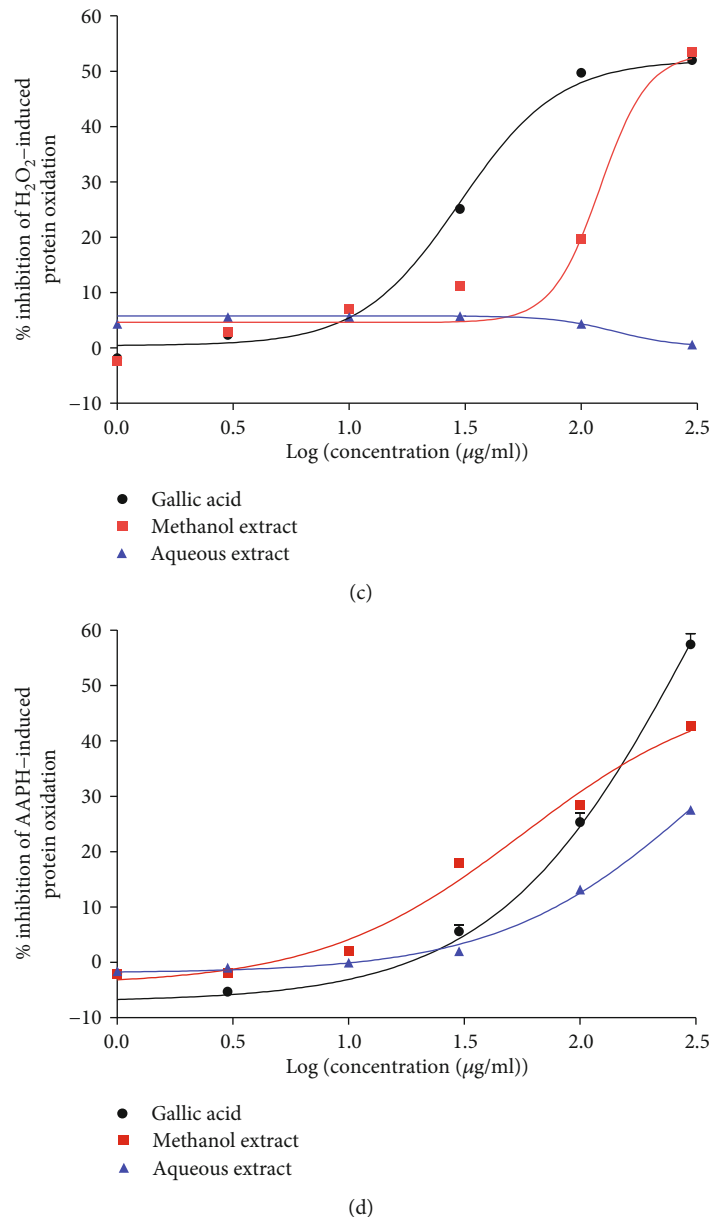 60
50
40
30
20
10
0
−10
% inhibition of H₂O₂−induced
protein oxidation
0.0 0.5 1.0 1.5 2.0 2.5
Log (concentration (μg/ml))
Gallic acid
Methanol extract
Aqueous extract
(c)
60
50
40
30
20
10
0
−10
% inhibition of AAPH−induced
protein oxidation
0.0 0.5 1.0 1.5 2.0 2.5
Log (concentration (μg/ml))
Gallic acid
Methanol extract
Aqueous extract
(d)